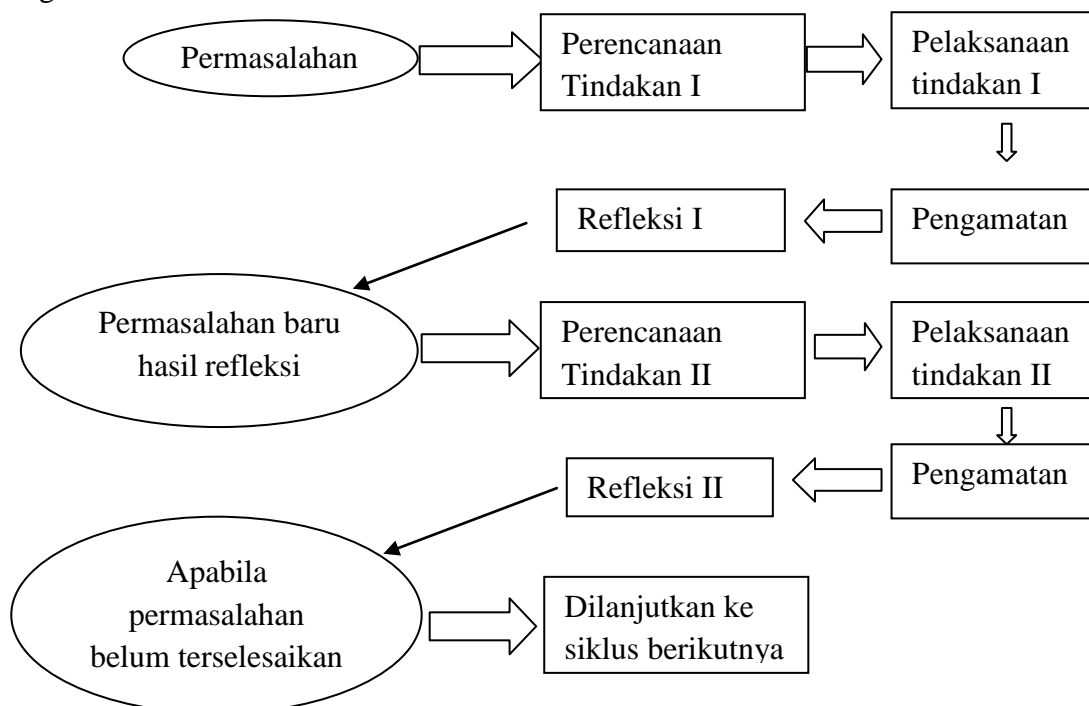 Permasalahan
Perencanaan
Tindakan I
Pelaksanaan
tindakan I
Refleksi I
Pengamatan
Permasalahan baru
hasil refleksi
Perencanaan
Tindakan II
Pelaksanaan
tindakan II
Refleksi II
Pengamatan
Apabila
permasalahan
belum terselesaikan
Dilanjutkan ke
siklus berikutnya